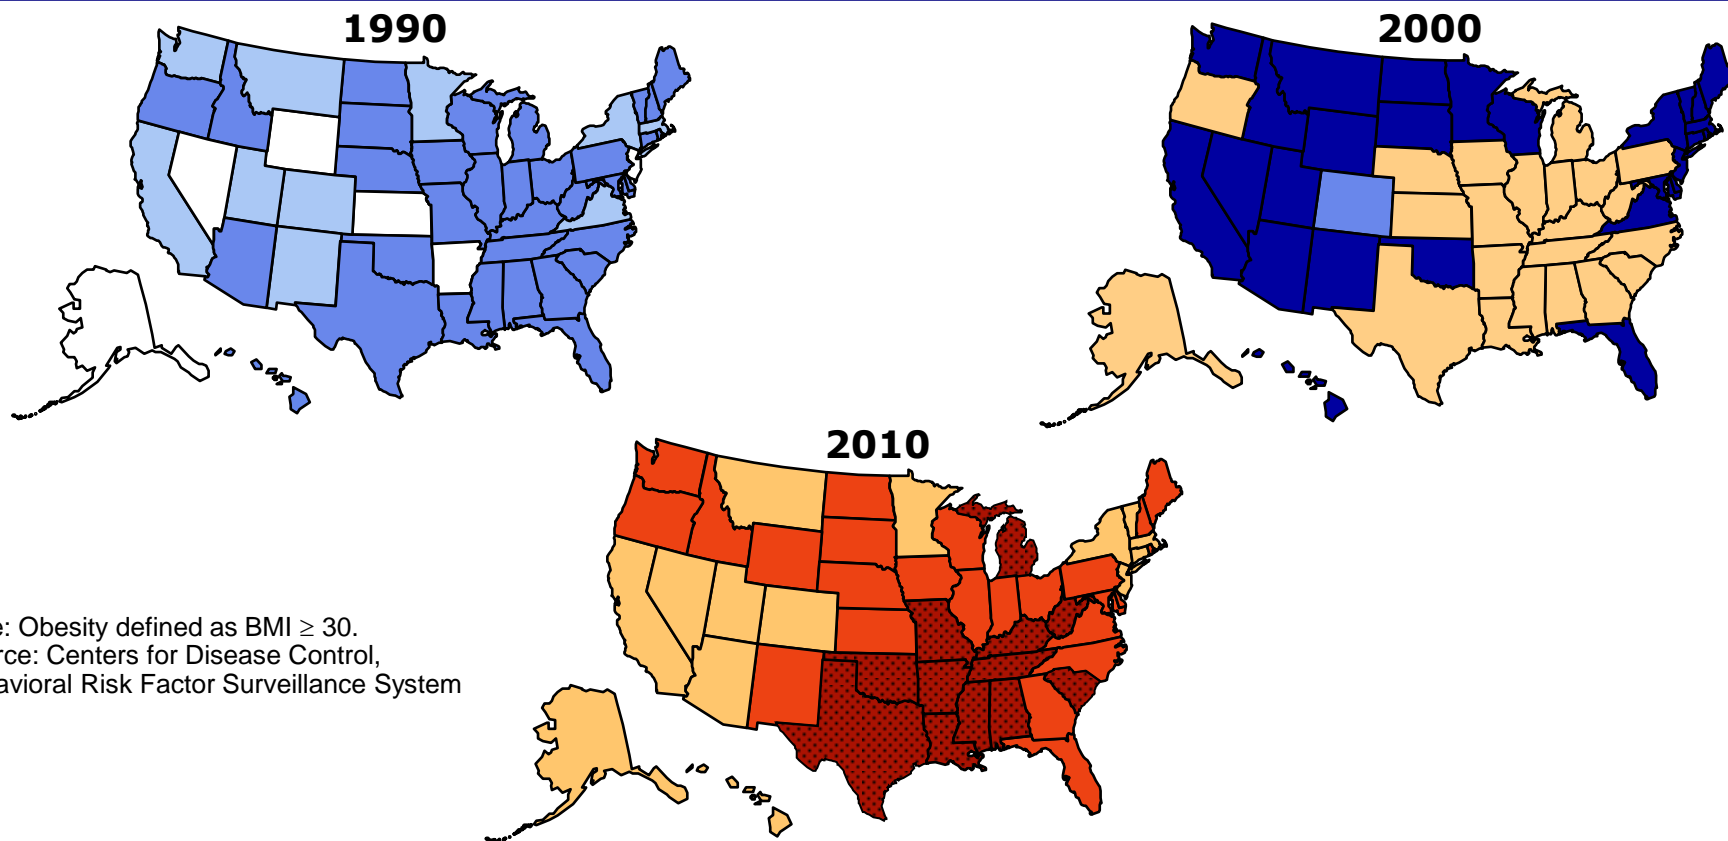 1990
2000
2010
e: Obesity defined as BMI ≥ 30.
rce: Centers for Disease Control,
avioral Risk Factor Surveillance System